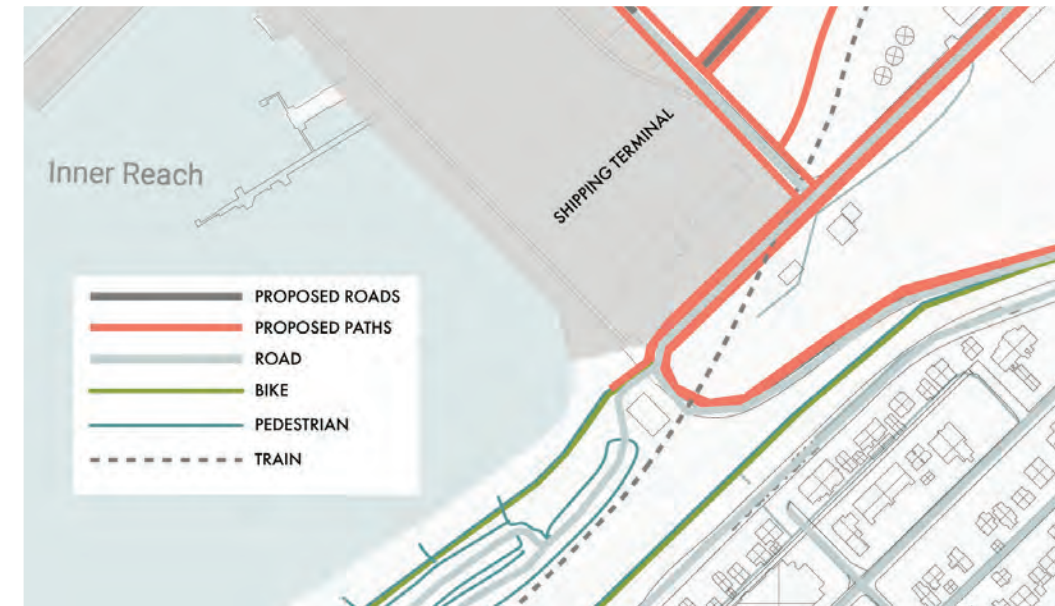 SHIPPING TERMINAL
Inner Reach
PROPOSED ROADS
PROPOSED PATHS
ROAD
BIKE
PEDESTRIAN
TRAIN